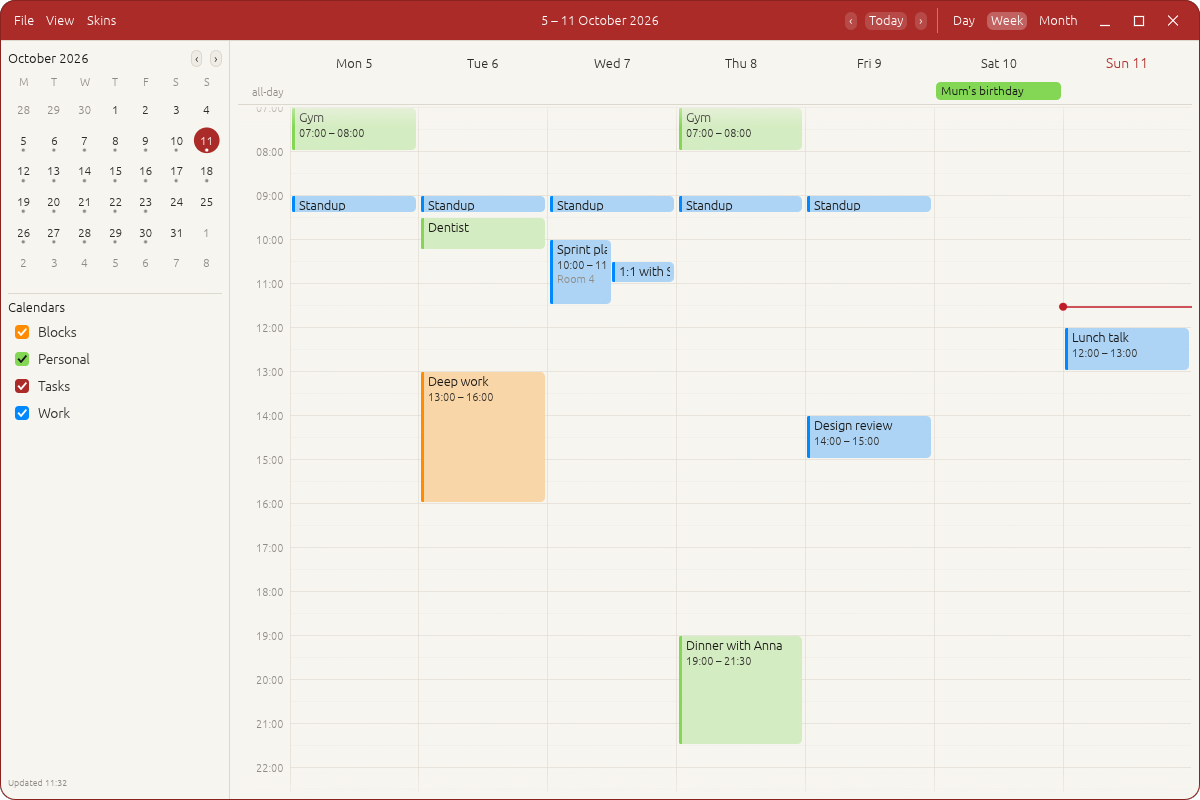 File View Skins
5 – 11 October 2026
‹ Today › Day Week Month
October 2026 ‹ ›
M T W T F S S
28 29 30 1 2 3 4
5 6 7 8 9 10 11
12 13 14 15 16 17 18
19 20 21 22 23 24 25
26 27 28 29 30 31 1
2 3 4 5 6 7 8
Calendars
Blocks
Personal
Tasks
Work
Updated 11:32
Mon 5 Tue 6 Wed 7 Thu 8 Fri 9 Sat 10 Sun 11
all-day
Mum's birthday
07:00
Gym
07:00 – 08:00
Gym
07:00 – 08:00
08:00
09:00
Standup
Standup
Standup
Standup
Standup
Dentist
10:00
Sprint pla
10:00 – 11
Room 4
1:1 with S
11:00
12:00
Lunch talk
12:00 – 13:00
13:00
Deep work
13:00 – 16:00
14:00
Design review
14:00 – 15:00
15:00
16:00
17:00
18:00
19:00
Dinner with Anna
19:00 – 21:30
20:00
21:00
22:00